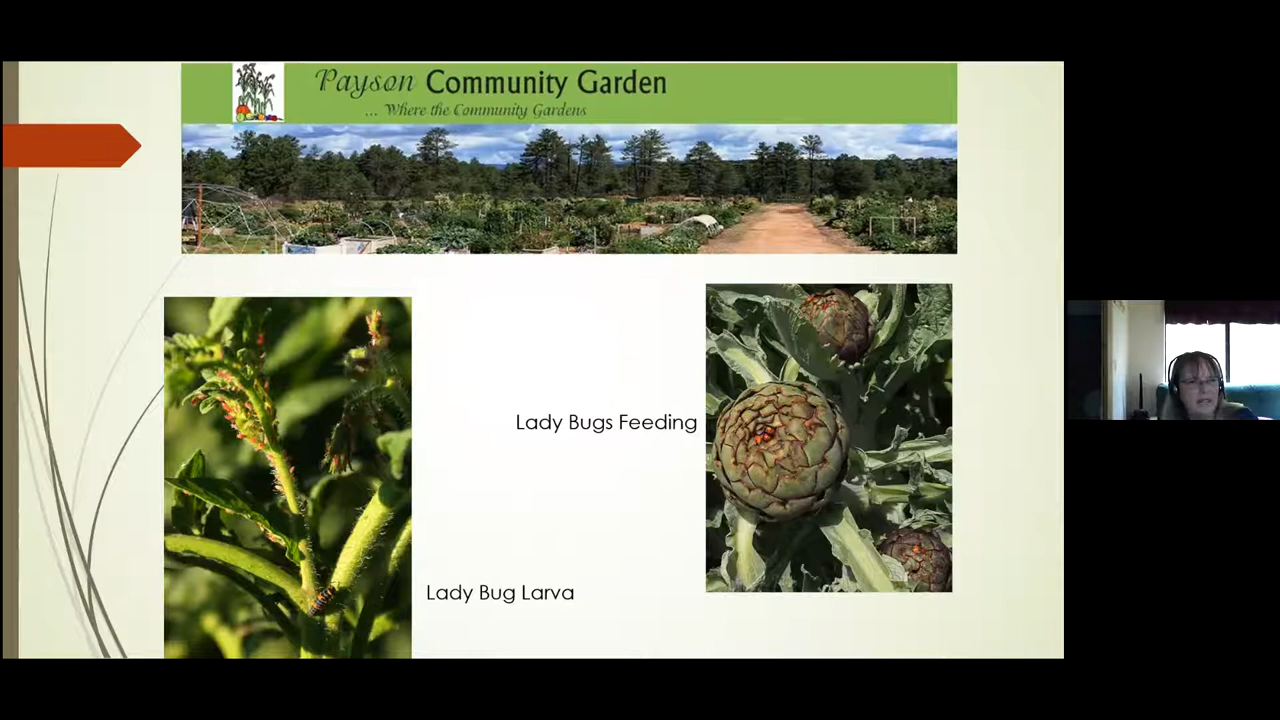 Payson Community Garden
... Where the Community Gardens
Lady Bugs Feeding
Lady Bug Larva